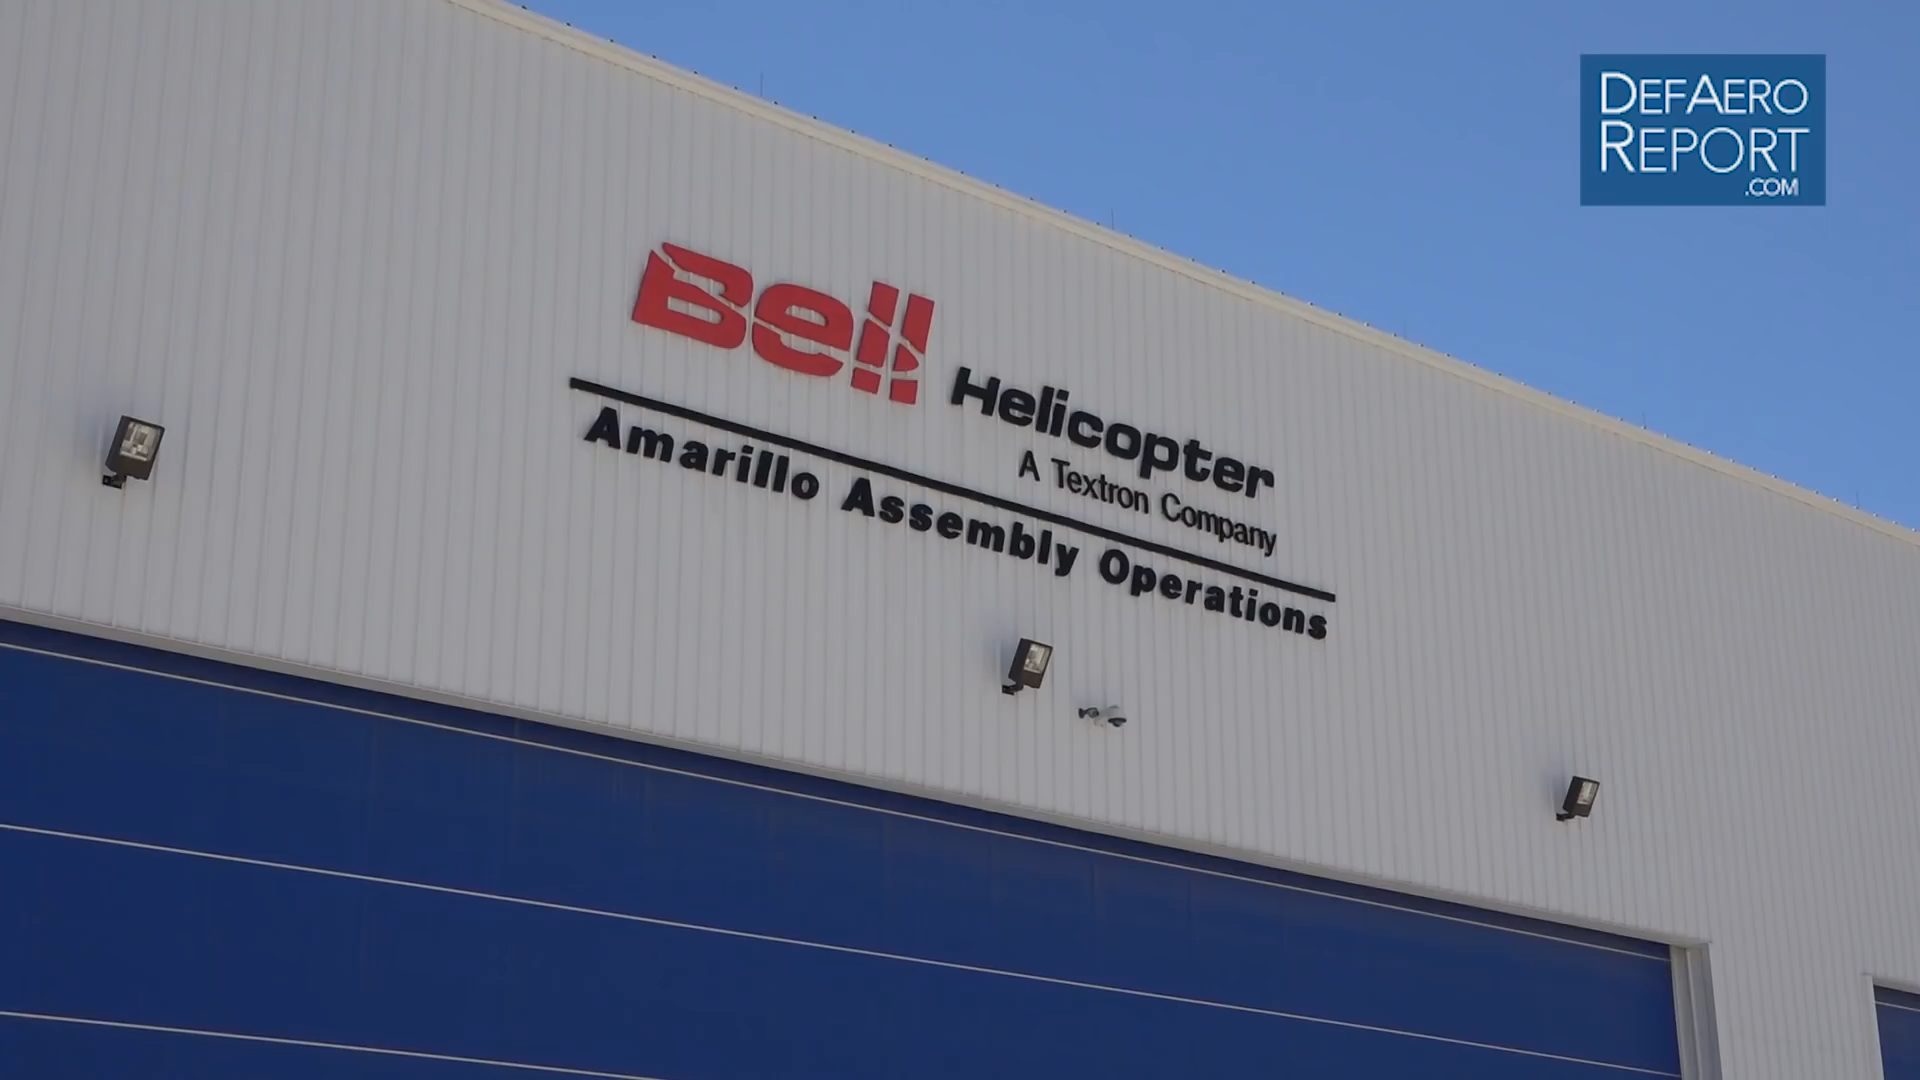 Bell Helicopter
A Textron Company
Amarillo Assembly Operations
DEFAERO
REPORT
.COM